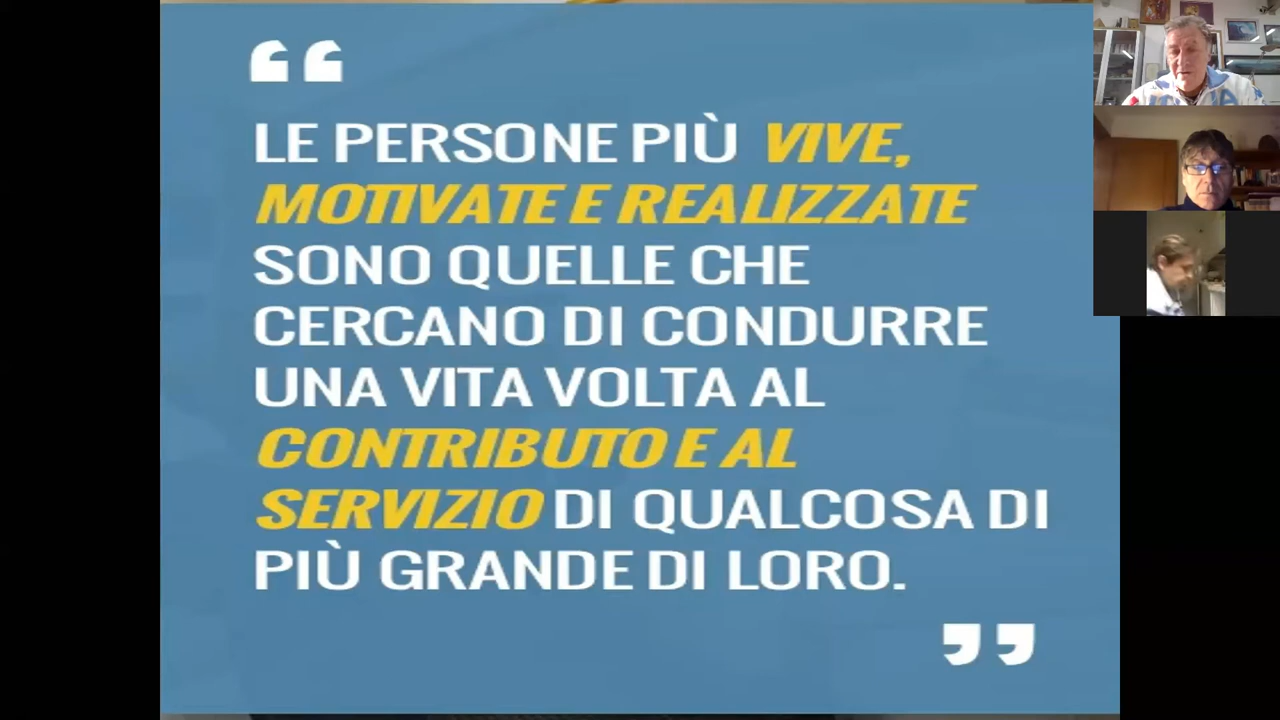 “
LE PERSONE PIÙ VIVE,
MOTIVATE E REALIZZATE
SONO QUELLE CHE
CERCANO DI CONDURRE
UNA VITA VOLTA AL
CONTRIBUTO E AL
SERVIZIO DI QUALCOSA DI
PIÙ GRANDE DI LORO.
”